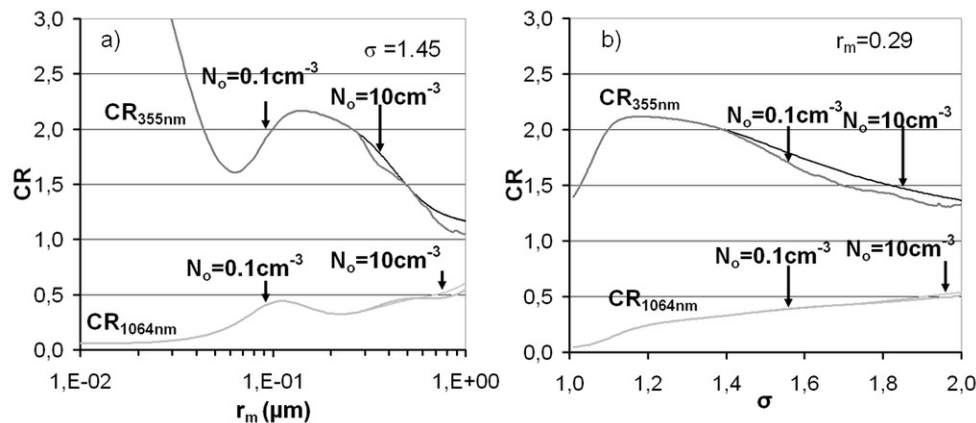 a)
σ =1.45
3,0
2,5
2,0
1,5
1,0
0,5
0,0
CR
N₀=0.1cm⁻³
N₀=10cm⁻³
CR₃₅₅ₙₘ
N₀=0.1cm⁻³
N₀=10cm⁻³
CR₁₀₆₄ₙₘ
1,E-02
1,E-01
1,E+00
rₘ (µm)
b)
rₘ=0.29
3,0
2,5
2,0
1,5
1,0
0,5
0,0
CR
CR₃₅₅ₙₘ
N₀=0.1cm⁻³
N₀=10cm⁻³
N₀=0.1cm⁻³
N₀=10cm⁻³
CR₁₀₆₄ₙₘ
1,0
1,2
1,4
1,6
1,8
2,0
σ